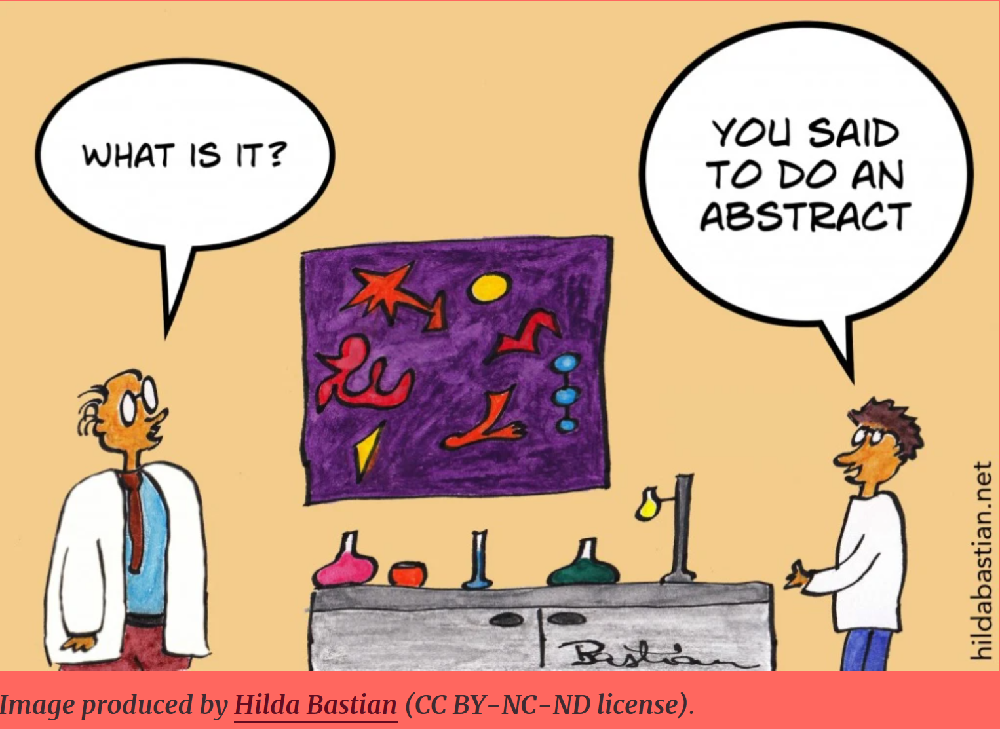 WHAT IS IT?
YOU SAID
TO DO AN
ABSTRACT
Bastian
hildabastian.net
Image produced by Hilda Bastian (CC BY-NC-ND license).